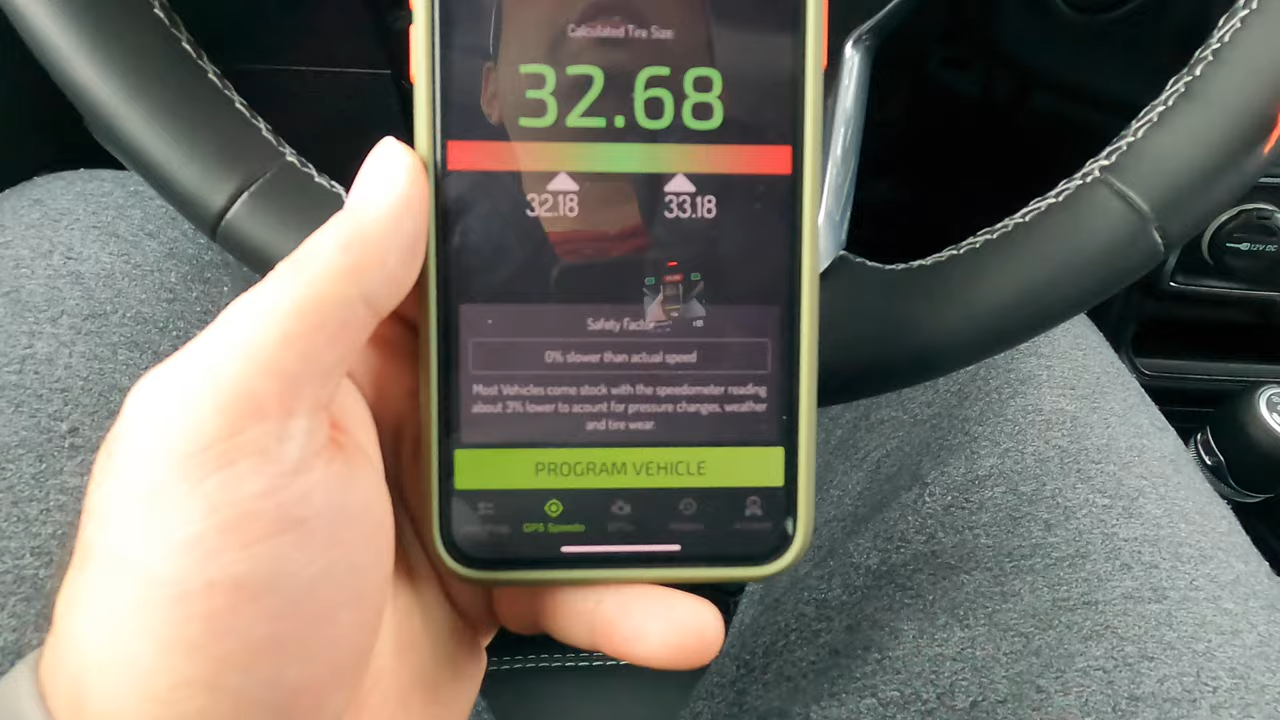 Calculated Tire Size
32.68
32.18 33.18
Safety Factor
0% slower than actual speed
Most Vehicles come stock with the speedometer reading
about 3% lower to acount for pressure changes, weather
and tire wear.
PROGRAM VEHICLE
GPS Speedo
12V DC